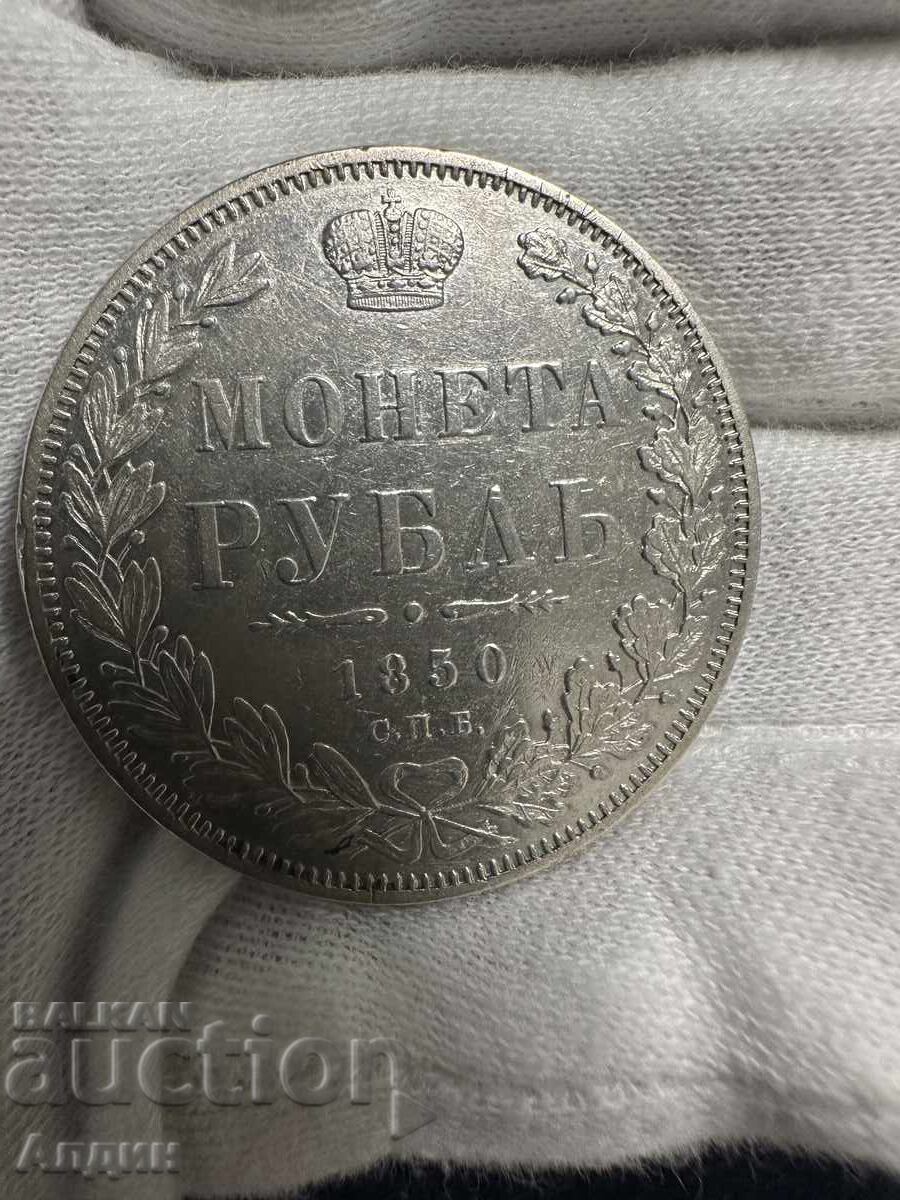 МОНЕТА
РУБЛЬ
1850
С.П.Б.
BALKAN
auction
Алдин